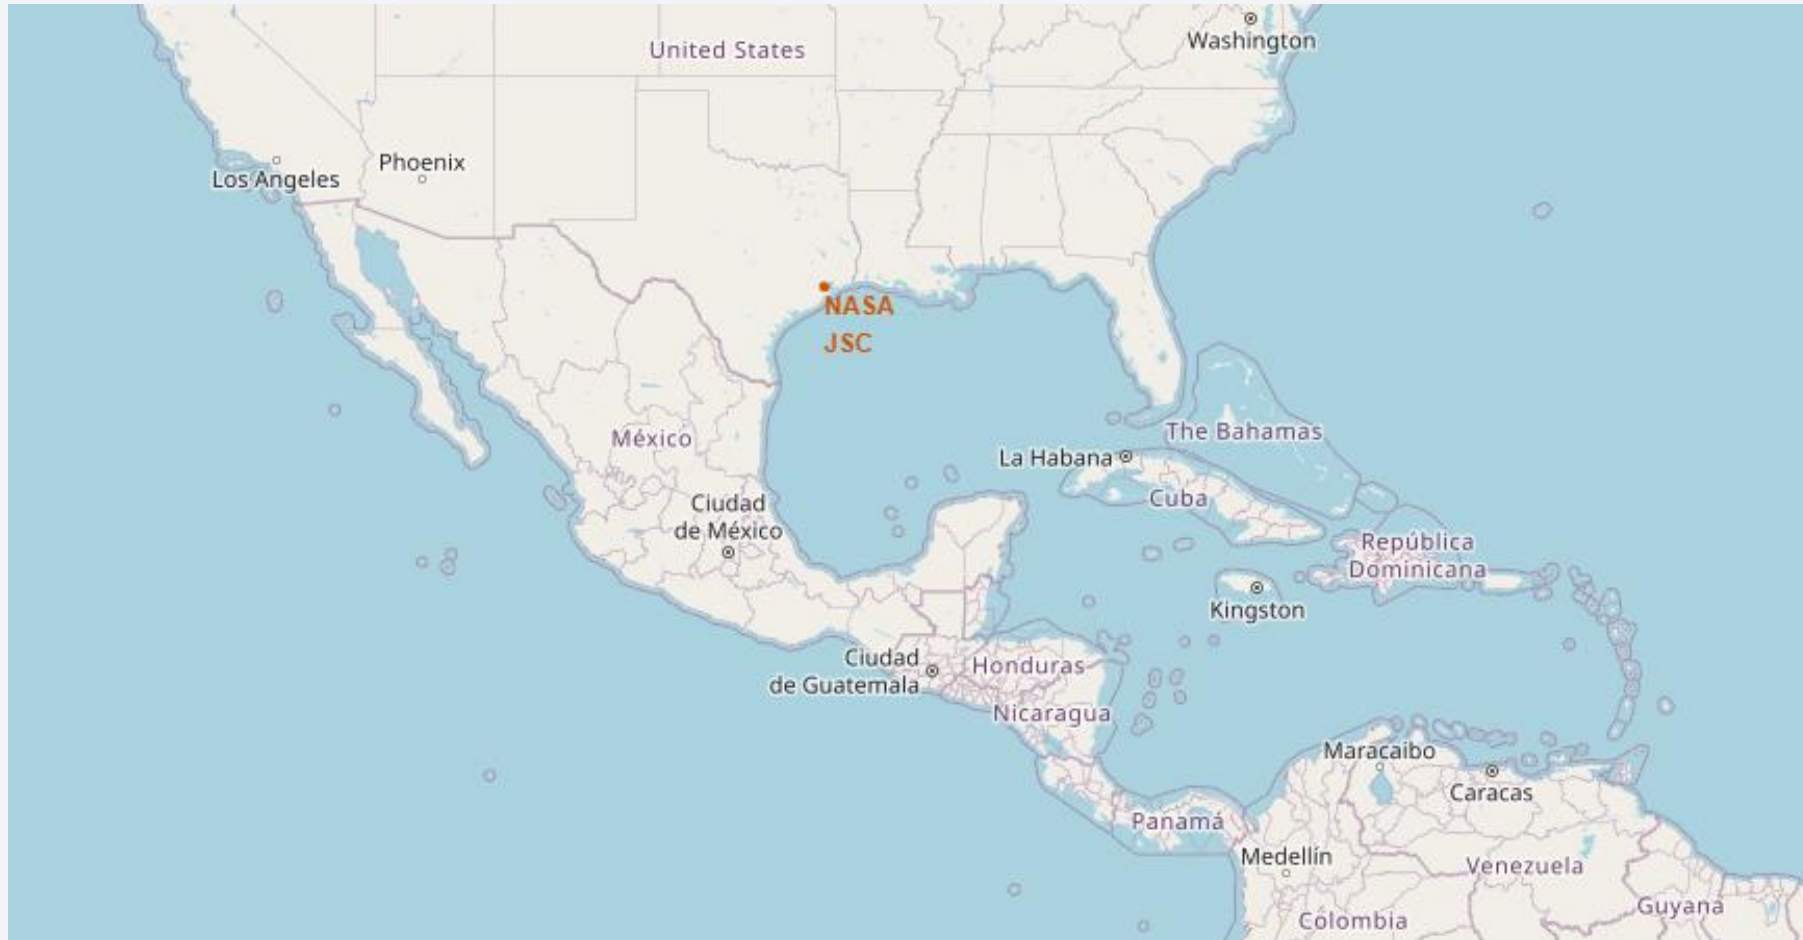 United States
Washington
Los Angeles
Phoenix
NASA
JSC
México
The Bahamas
La Habana
Cuba
Ciudad
de México
República
Dominicana
Kingston
Ciudad
de Guatemala
Honduras
Nicaragua
Maracaibo
Caracas
Panamá
Medellín
Venezuela
Guyana
Colombia